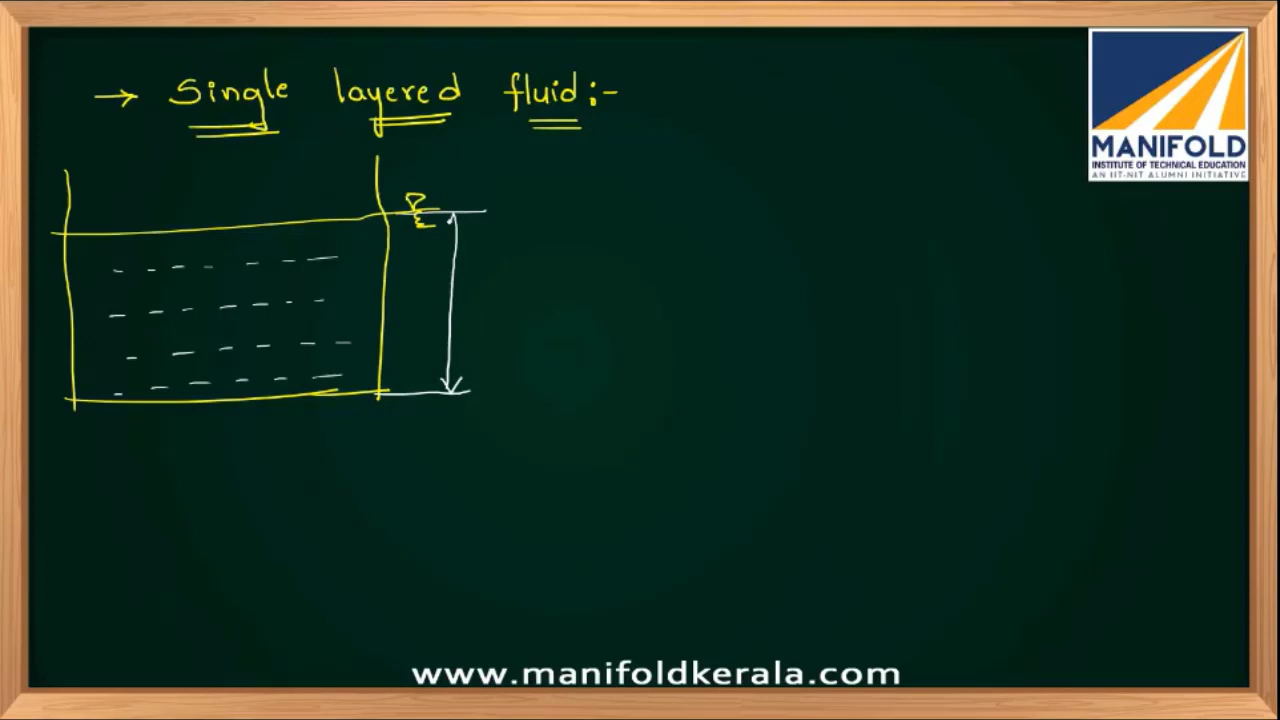 → Single layered fluid:-
MANIFOLD
INSTITUTE OF TECHNICAL EDUCATION
AN IIT-NIT ALUMNI INITIATIVE
www.manifoldkerala.com